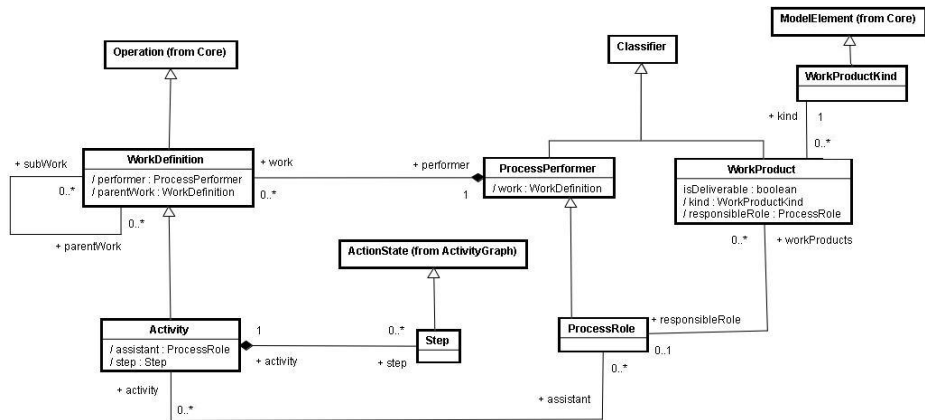 ModelElement (from Core)
Operation (from Core)
Classifier
WorkProductKind
+ kind
1
0..*
+ subWork
0..*
WorkDefinition
/ performer : ProcessPerformer
/ parentWork : WorkDefinition
+ work
0..*
+ performer
1
ProcessPerformer
/ work : WorkDefinition
WorkProduct
isDeliverable : boolean
/ kind : WorkProductKind
/ responsibleRole : ProcessRole
0..*
+ parentWork
0..*
+ workProducts
ActionState (from ActivityGraph)
Activity
/ assistant : ProcessRole
/ step : Step
1
+ activity
0..*
+ step
Step
ProcessRole
+ responsibleRole
0..1
+ activity
0..*
+ assistant
0..*